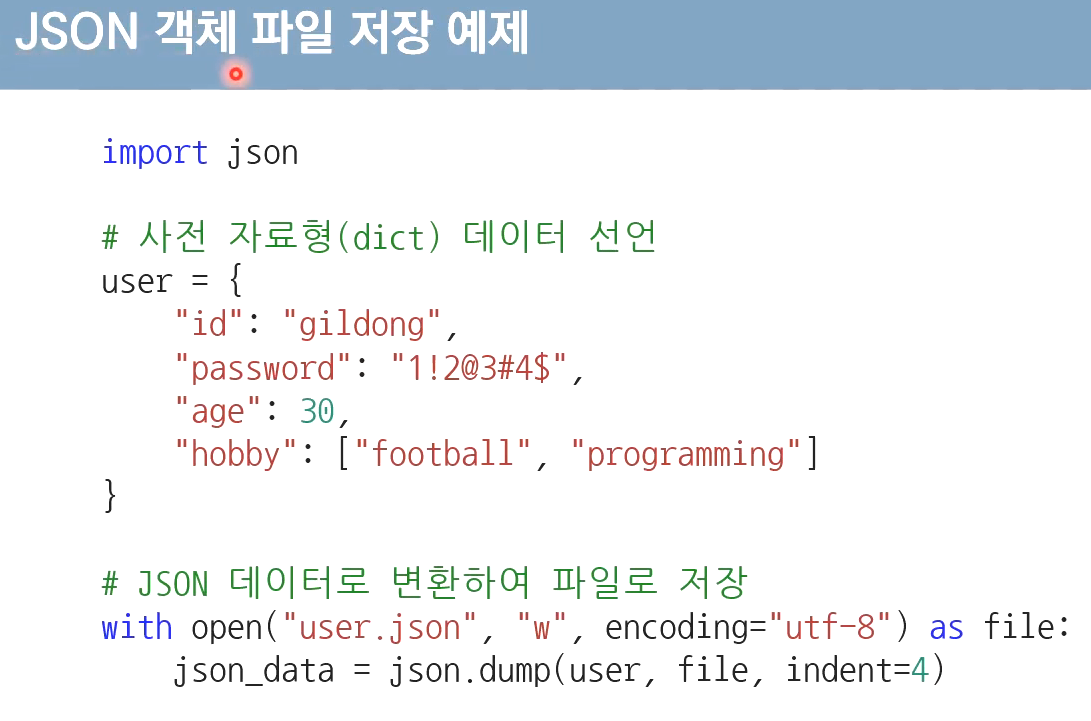 JSON 객체 파일 저장 예제
import json
# 사전 자료형(dict) 데이터 선언
user = {
    "id": "gildong",
    "password": "1!2@3#4$",
    "age": 30,
    "hobby": ["football", "programming"]
}
# JSON 데이터로 변환하여 파일로 저장
with open("user.json", "w", encoding="utf-8") as file:
    json_data = json.dump(user, file, indent=4)